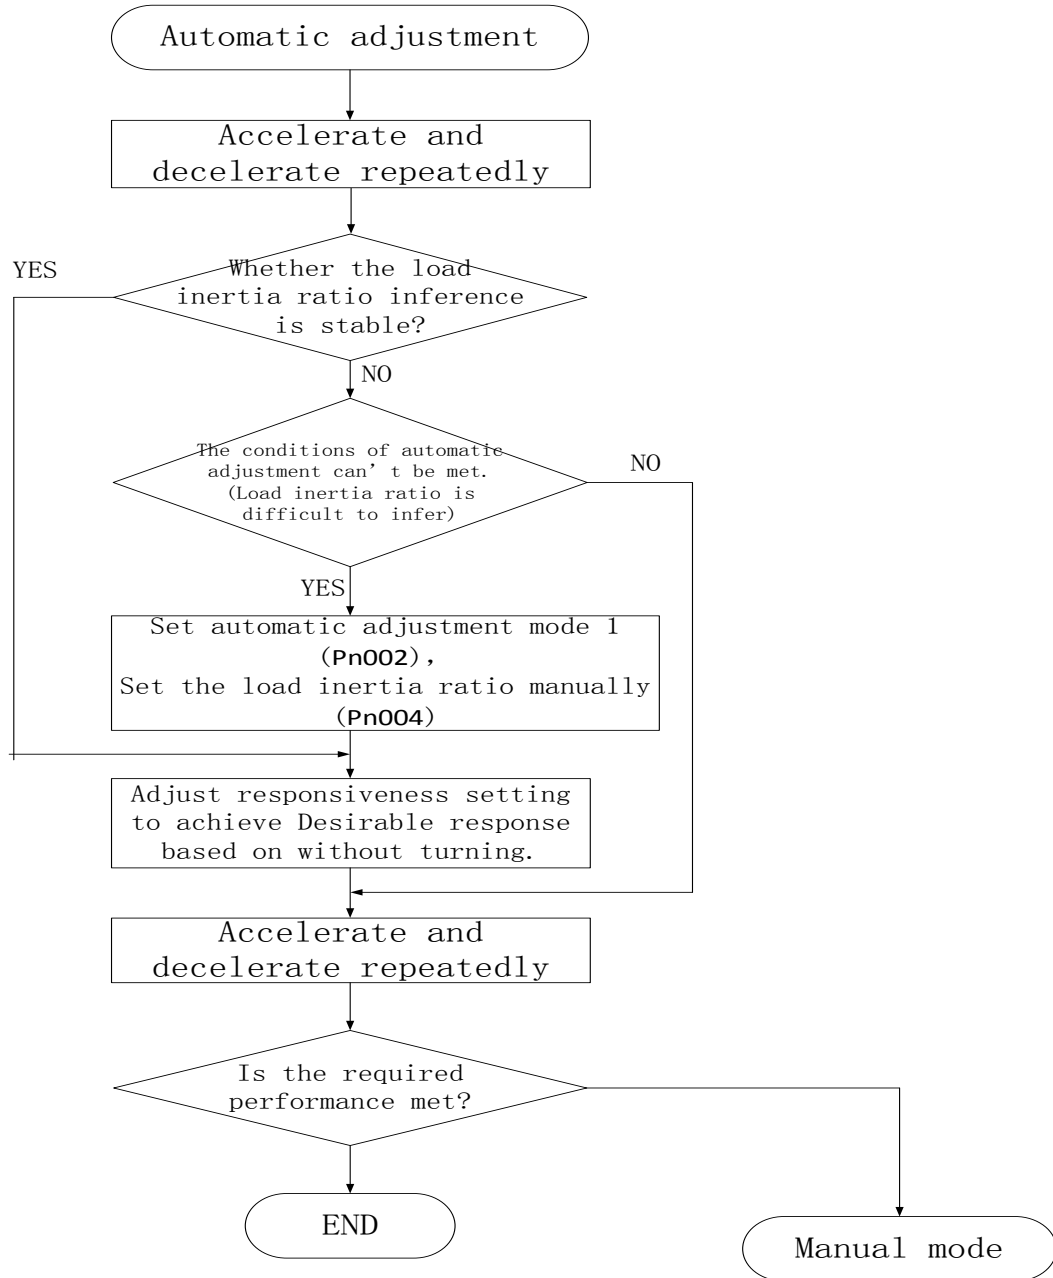 Automatic adjustment
Accelerate and
decelerate repeatedly
YES
Whether the load
inertia ratio inference
is stable?
NO
The conditions of automatic
adjustment can’t be met.
(Load inertia ratio is
difficult to infer)
NO
YES
Set automatic adjustment mode 1
(Pn002),
Set the load inertia ratio manually
(Pn004)
Adjust responsiveness setting
to achieve Desirable response
based on without turning.
Accelerate and
decelerate repeatedly
Is the required
performance met?
END
Manual mode